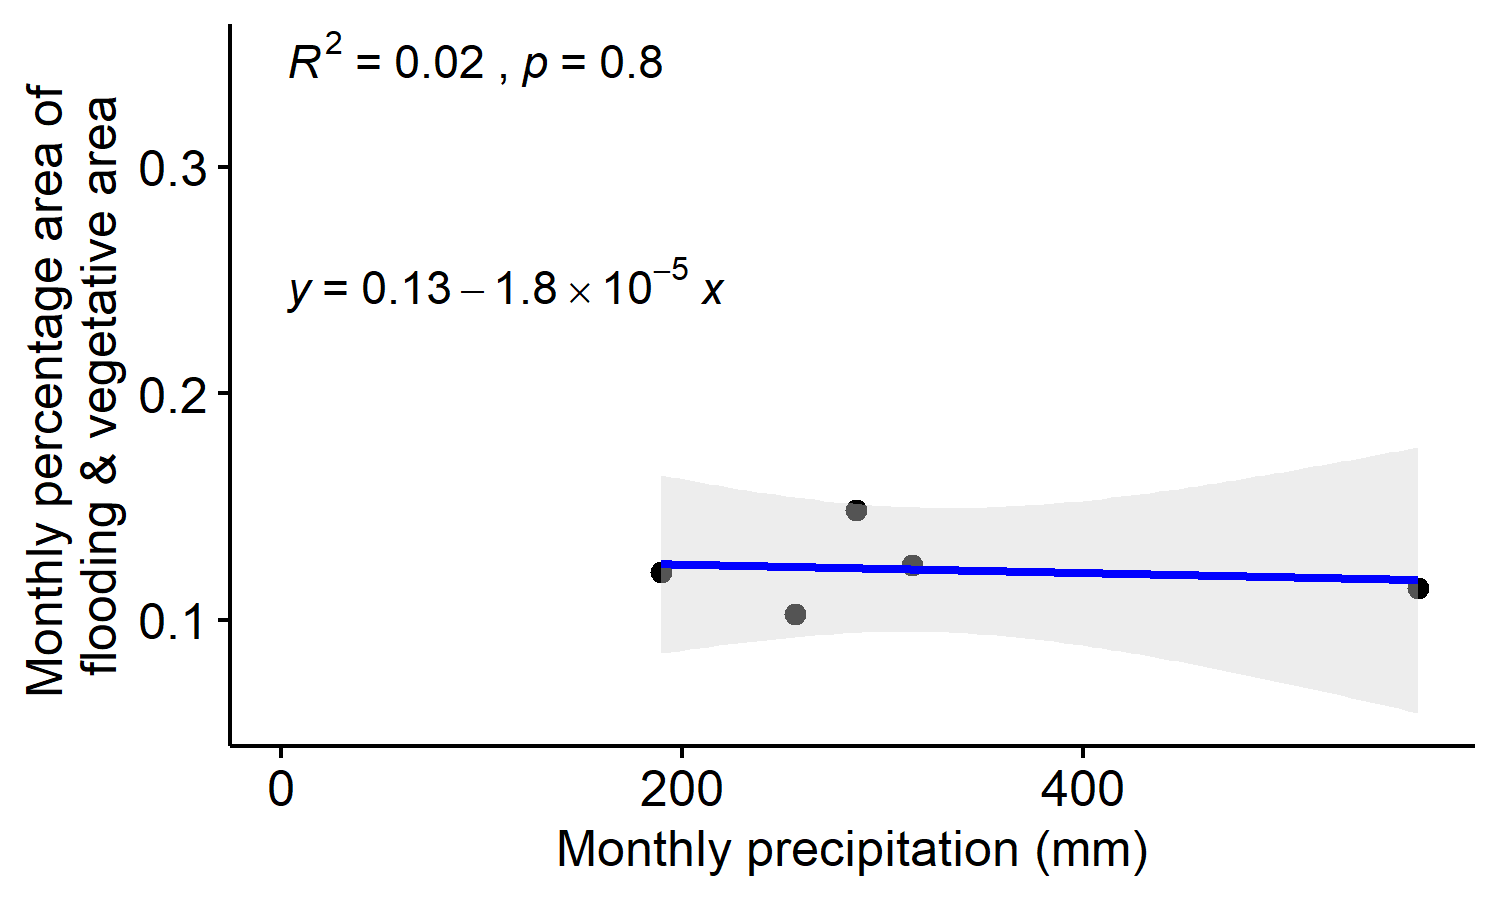 R² = 0.02 , p = 0.8
y = 0.13 − 1.8 × 10⁻⁵ x
Monthly percentage area of
flooding & vegetative area
0.3
0.2
0.1
0 200 400
Monthly precipitation (mm)